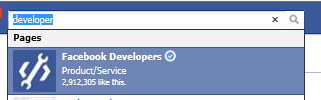 developer
Pages
Facebook Developers
Product/Service
2,912,305 like this.